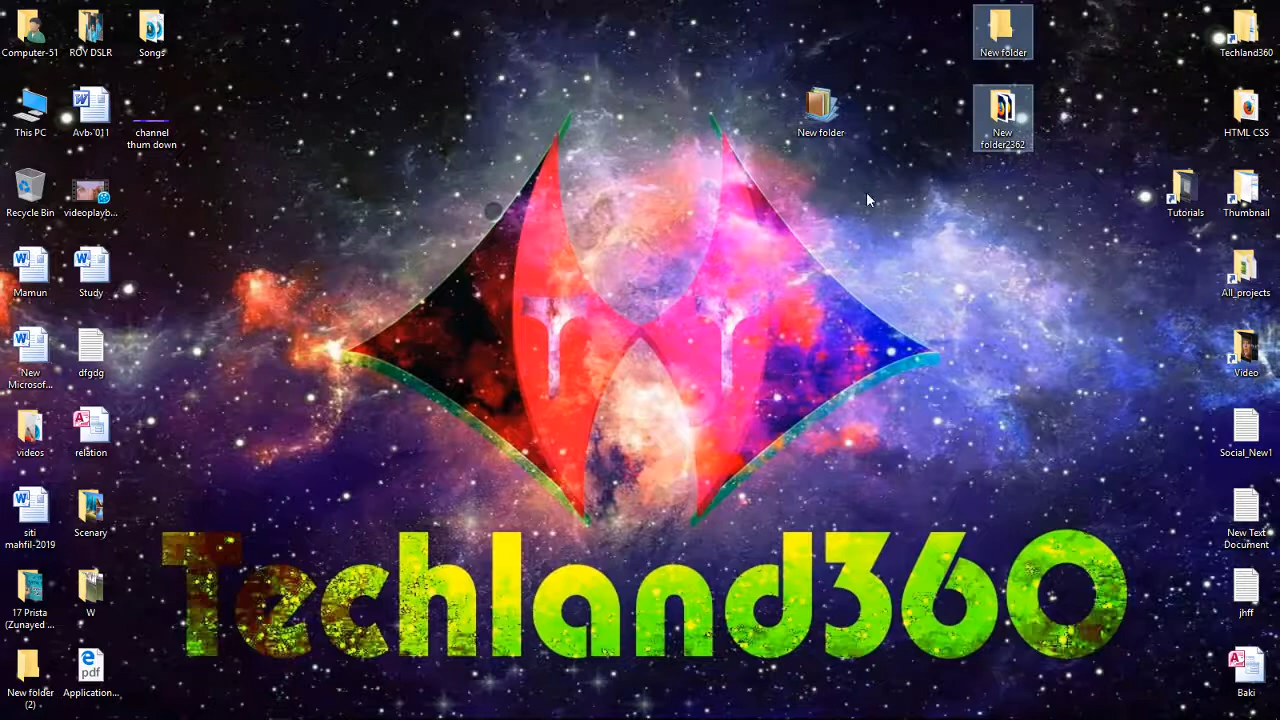 Computer-51
ROY DSLR
Songs
New folder
Techland360
This PC
Avb-011
channel
thum down
New folder
New
folder2362
HTML CSS
Recycle Bin
videoplayb...
Tutorials
Thumbnail
Mamun
Study
All_projects
New
Microsof...
dfgdg
Video
videos
relation
Social_New1
siti
mahfil-2019
Scenary
New Text
Document
Techland360
17 Prista
(Zunayed ...
W
jhff
New folder
(2)
pdf
Application...
Baki